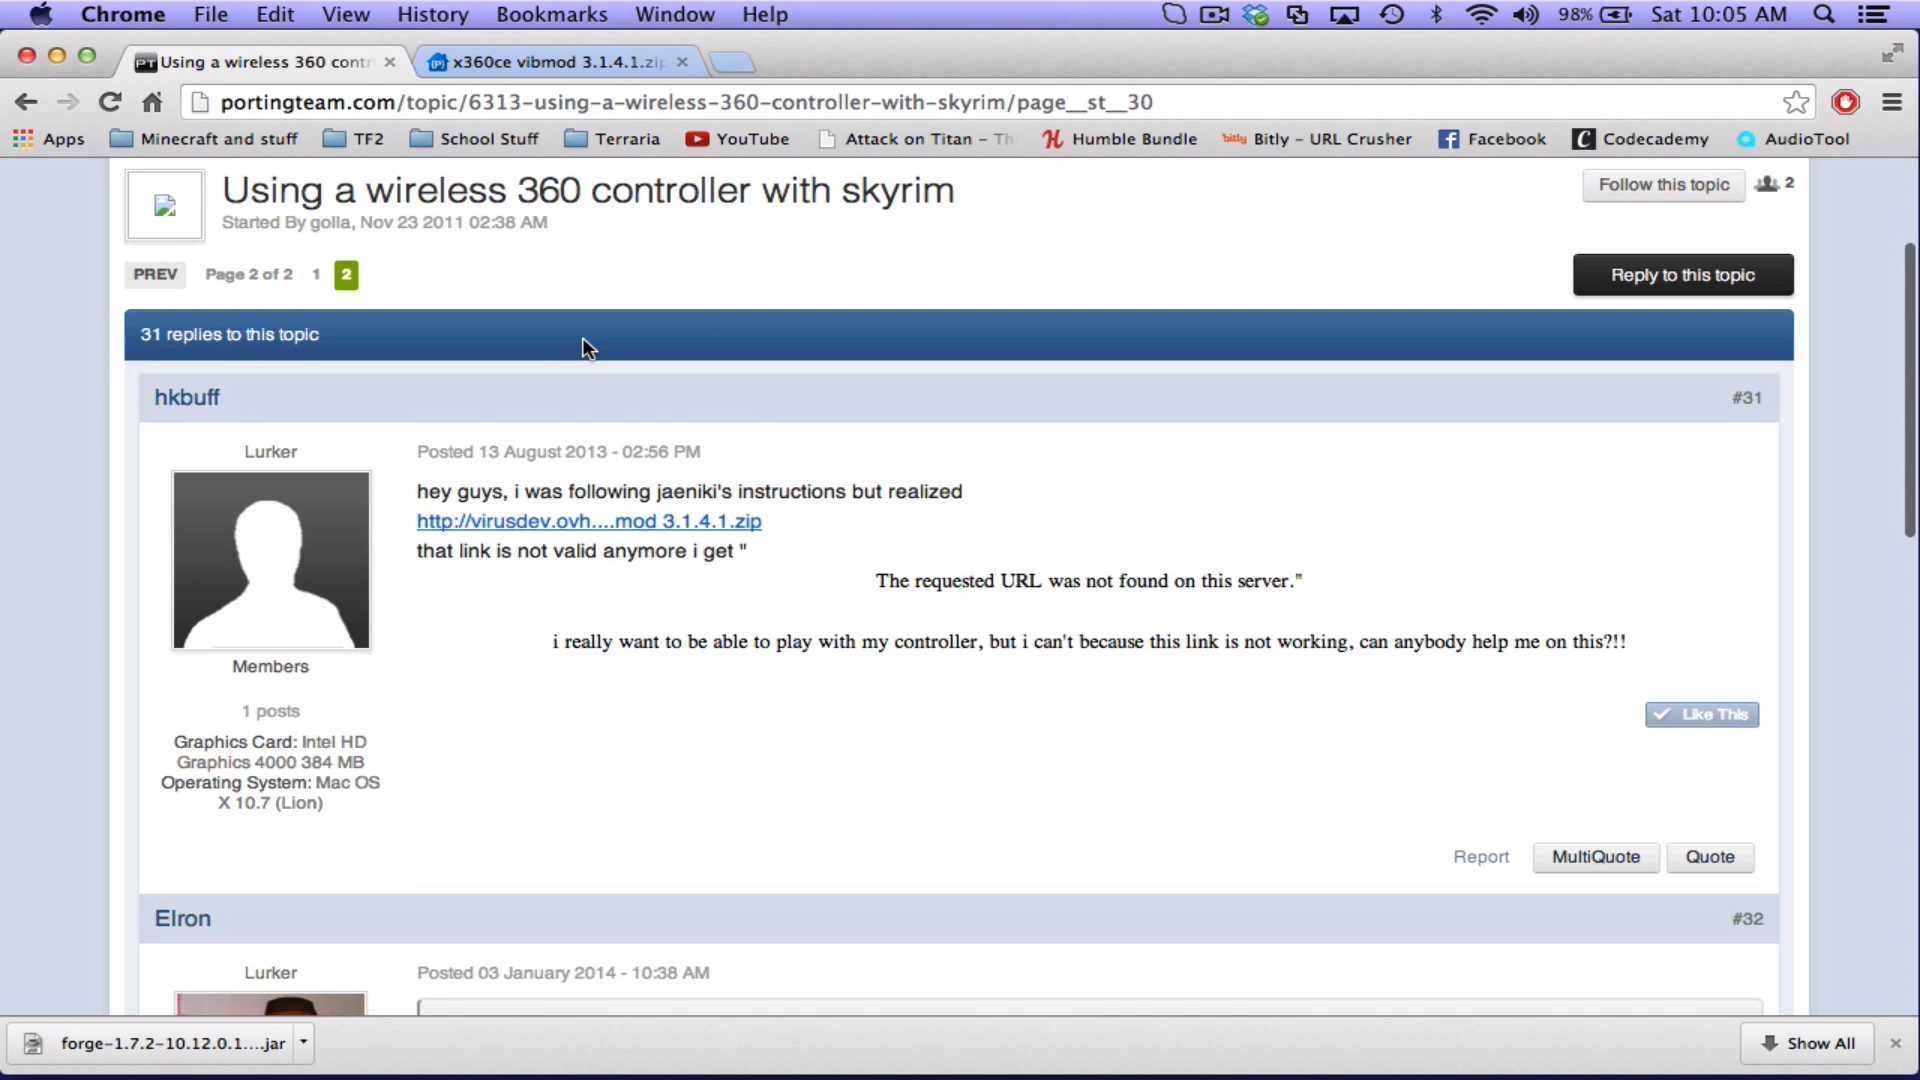 Chrome File Edit View History Bookmarks Window Help 98% Sat 10:05 AM
PT Using a wireless 360 contr x360ce vibmod 3.1.4.1.zip
portingteam.com/topic/6313-using-a-wireless-360-controller-with-skyrim/page__st__30
Apps Minecraft and stuff TF2 School Stuff Terraria YouTube Attack on Titan – Th Humble Bundle bitly Bitly – URL Crusher Facebook Codecademy AudioTool
Using a wireless 360 controller with skyrim
Started By golla, Nov 23 2011 02:38 AM
Follow this topic 2
PREV Page 2 of 2 1 2
Reply to this topic
31 replies to this topic
hkbuff #31
Lurker
Posted 13 August 2013 - 02:56 PM
hey guys, i was following jaeniki's instructions but realized
http://virusdev.ovh....mod 3.1.4.1.zip
that link is not valid anymore i get "
The requested URL was not found on this server."
i really want to be able to play with my controller, but i can't because this link is not working, can anybody help me on this?!!
Members
1 posts
Like This
Graphics Card: Intel HD
Graphics 4000 384 MB
Operating System: Mac OS
X 10.7 (Lion)
Report MultiQuote Quote
Elron #32
Lurker
Posted 03 January 2014 - 10:38 AM
forge-1.7.2-10.12.0.1....jar Show All